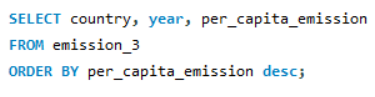 SELECT country, year, per_capita_emission
FROM emission_3
ORDER BY per_capita_emission desc;